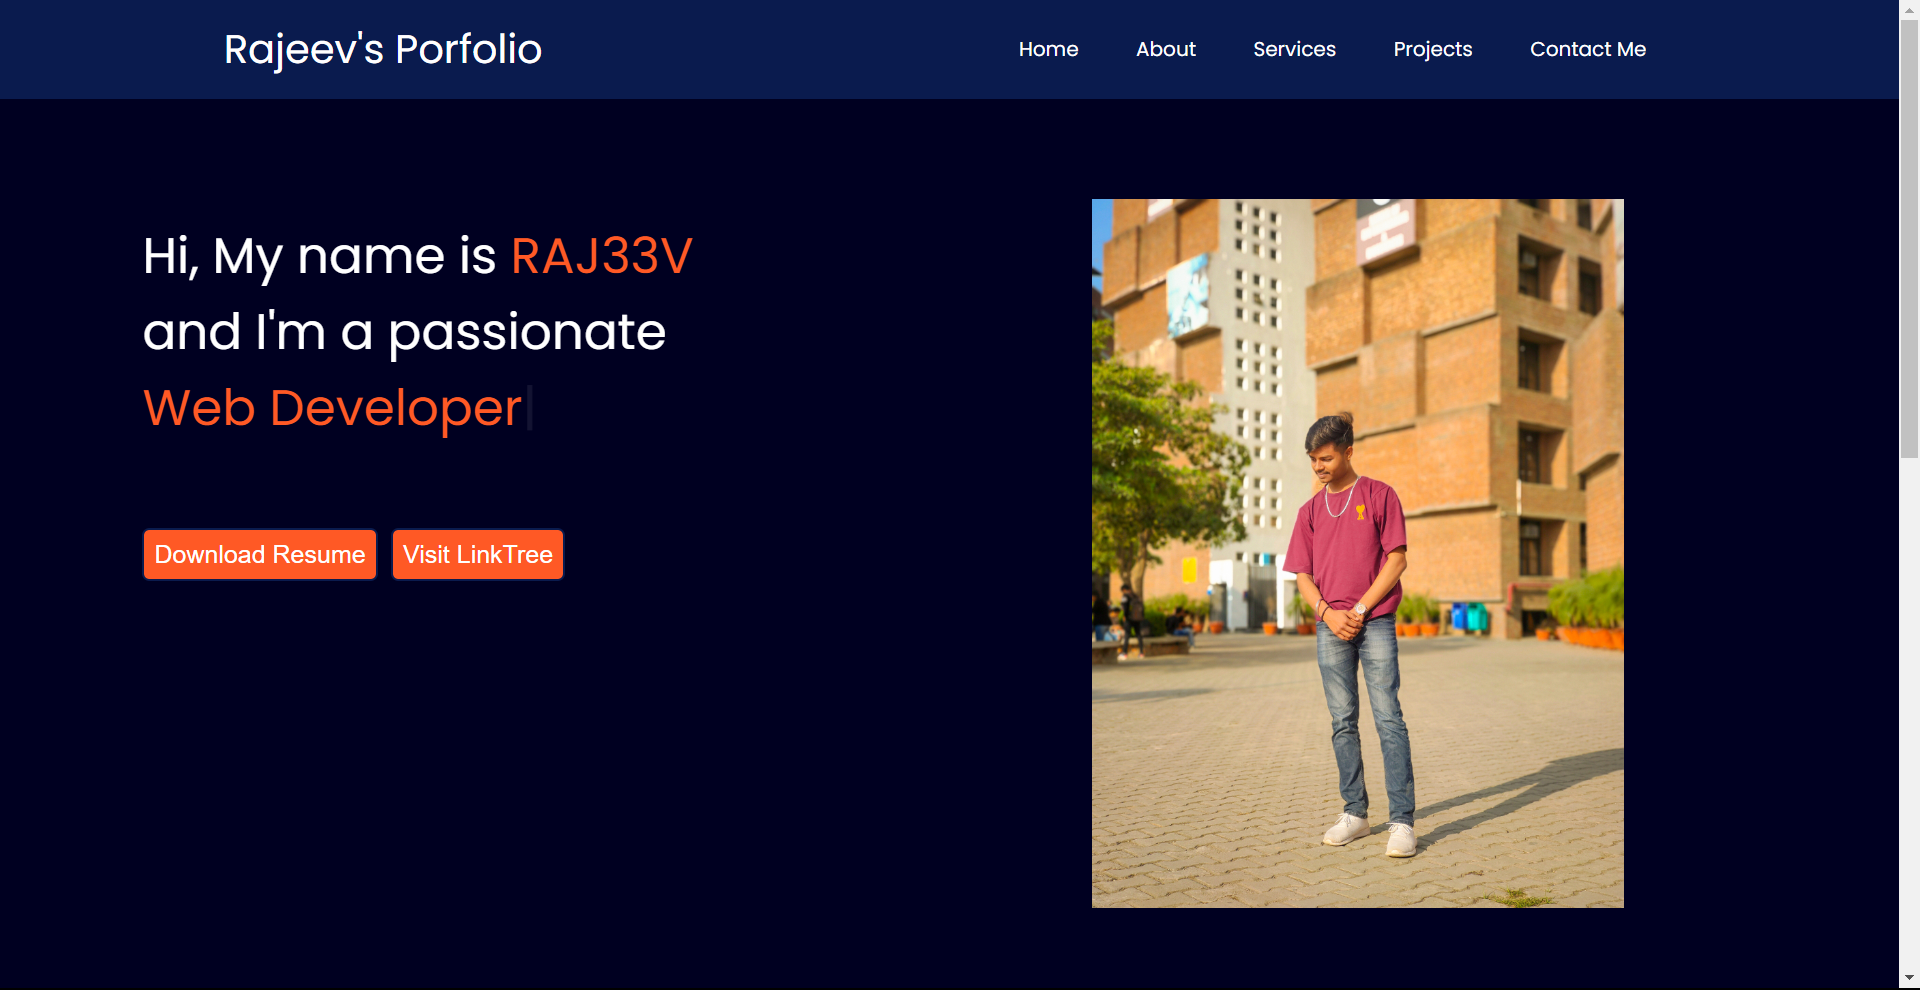 Rajeev's Porfolio
Home About Services Projects Contact Me
Hi, My name is RAJ33V
and I'm a passionate
Web Developer
Download Resume Visit LinkTree